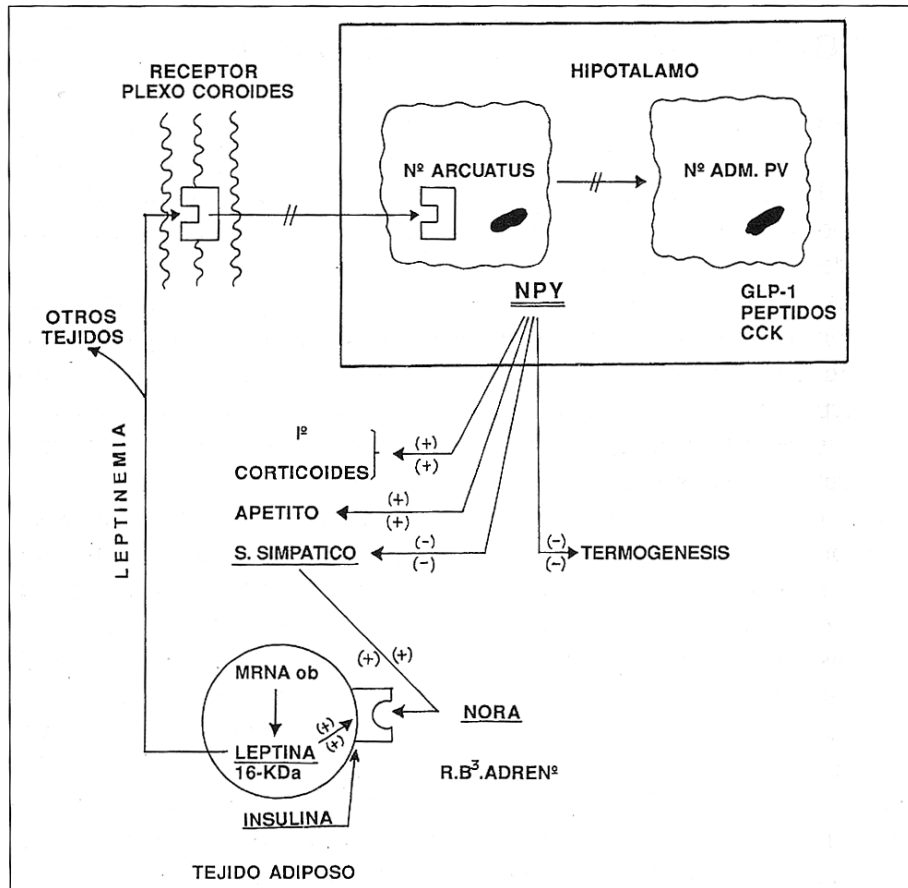 RECEPTOR
PLEXO COROIDES
HIPOTALAMO
Nº ARCUATUS
Nº ADM. PV
NPY
GLP-1
PEPTIDOS
CCK
OTROS
TEJIDOS
LEPTINEMIA
Iº
CORTICOIDES
(+)
(+)
APETITO
(+)
(+)
S. SIMPATICO
(-)
(-)
(-)
(-)
TERMOGENESIS
(+) (+)
MRNA ob
LEPTINA
16-KDa
(+)
(+)
NORA
R.B³.ADRENº
INSULINA
TEJIDO ADIPOSO